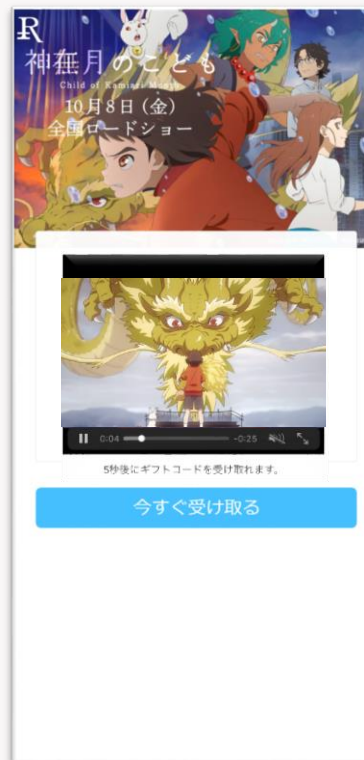 R
神在月のこども
Child of Kamiari Month
10月8日(金)
全国ロードショー
0:04
-0:25
5秒後にギフトコードを受け取れます。
今すぐ受け取る